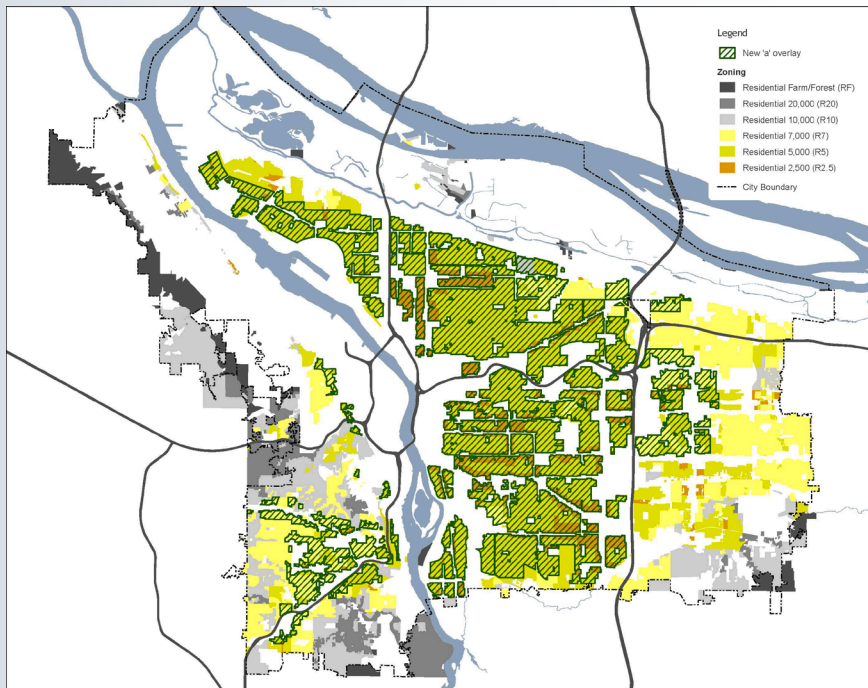 Legend
New 'a' overlay
Zoning
Residential Farm/Forest (RF)
Residential 20,000 (R20)
Residential 10,000 (R10)
Residential 7,000 (R7)
Residential 5,000 (R5)
Residential 2,500 (R2.5)
City Boundary